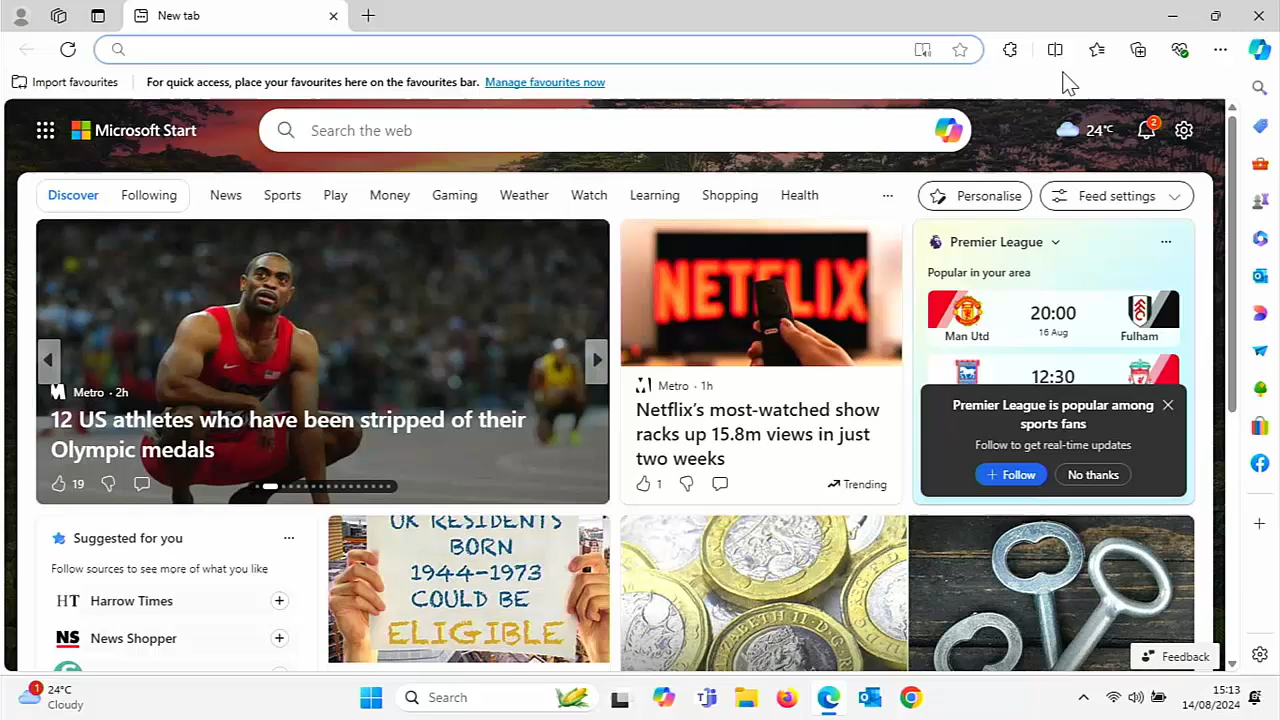 New tab
Import favourites
For quick access, place your favourites here on the favourites bar. Manage favourites now
Microsoft Start
Search the web
24°C
2
Discover
Following
News
Sports
Play
Money
Gaming
Weather
Watch
Learning
Shopping
Health
Personalise
Feed settings
Metro · 2h
12 US athletes who have been stripped of their
Olympic medals
19
NETFLIX
Metro · 1h
Netflix's most-watched show
racks up 15.8m views in just
two weeks
1
Trending
Premier League
Popular in your area
20:00
16 Aug
Man Utd
Fulham
12:30
Premier League is popular among
sports fans
Follow to get real-time updates
+ Follow
No thanks
Suggested for you
Follow sources to see more of what you like
HT Harrow Times
NS News Shopper
UK RESIDENTS
BORN
1944-1973
COULD BE
ELIGIBLE
ELIZABETH II
Feedback
1
24°C
Cloudy
Search
15:13
14/08/2024